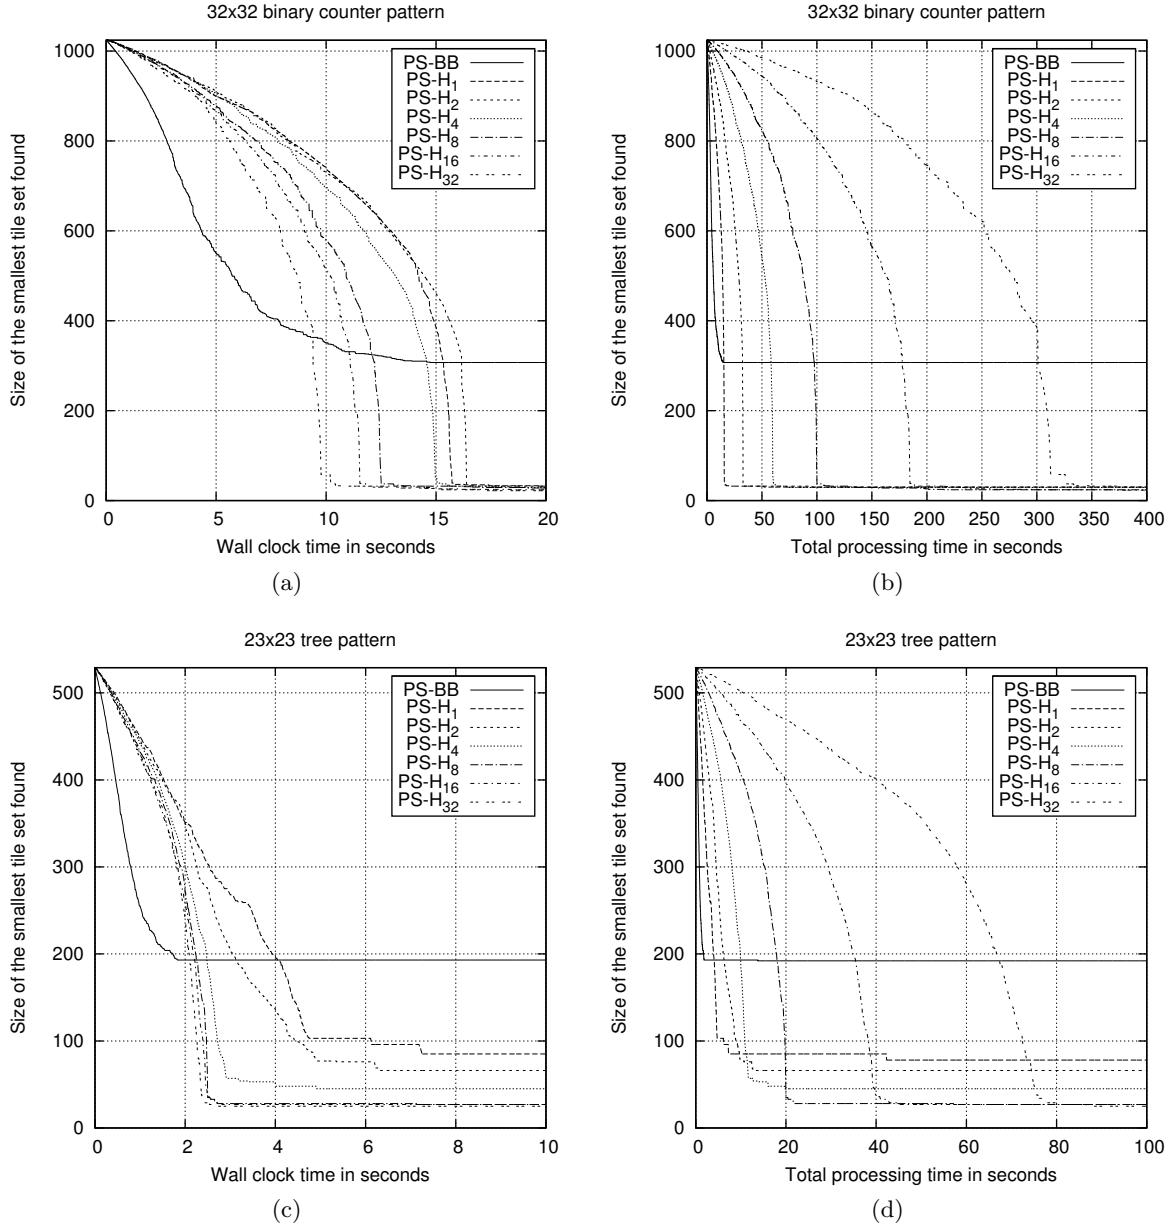 32x32 binary counter pattern
Size of the smallest tile set found
1000
800
600
400
200
0
PS-BB
PS-H1
PS-H2
PS-H4
PS-H8
PS-H16
PS-H32
0 5 10 15 20
Wall clock time in seconds
(a)
32x32 binary counter pattern
Size of the smallest tile set found
1000
800
600
400
200
0
PS-BB
PS-H1
PS-H2
PS-H4
PS-H8
PS-H16
PS-H32
0 50 100 150 200 250 300 350 400
Total processing time in seconds
(b)
23x23 tree pattern
Size of the smallest tile set found
500
400
300
200
100
0
PS-BB
PS-H1
PS-H2
PS-H4
PS-H8
PS-H16
PS-H32
0 2 4 6 8 10
Wall clock time in seconds
(c)
23x23 tree pattern
Size of the smallest tile set found
500
400
300
200
100
0
PS-BB
PS-H1
PS-H2
PS-H4
PS-H8
PS-H16
PS-H32
0 20 40 60 80 100
Total processing time in seconds
(d)